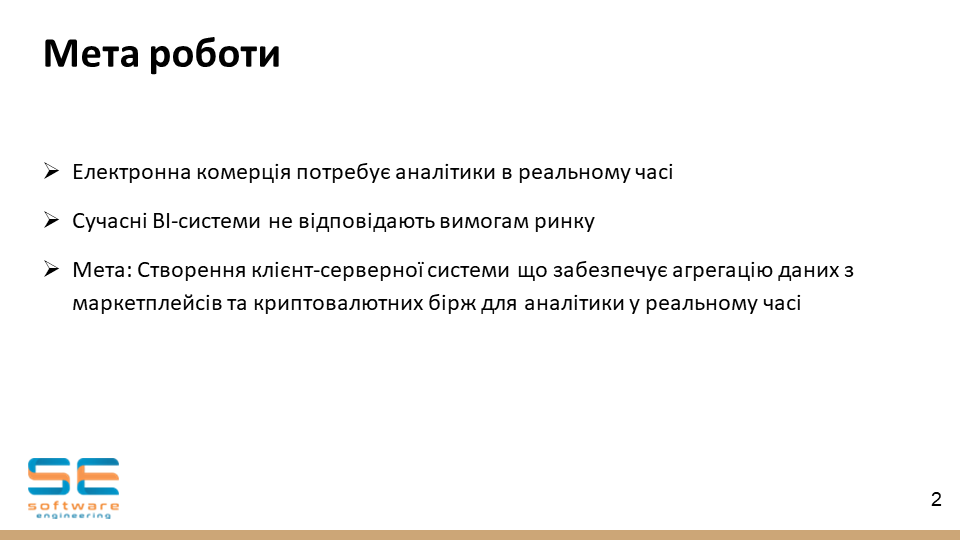 Мета роботи
➢ Електронна комерція потребує аналітики в реальному часі
➢ Сучасні BI-системи не відповідають вимогам ринку
➢ Мета: Створення клієнт-серверної системи що забезпечує агрегацію даних з
маркетплейсів та криптовалютних бірж для аналітики у реальному часі
SE
software
engineering
2